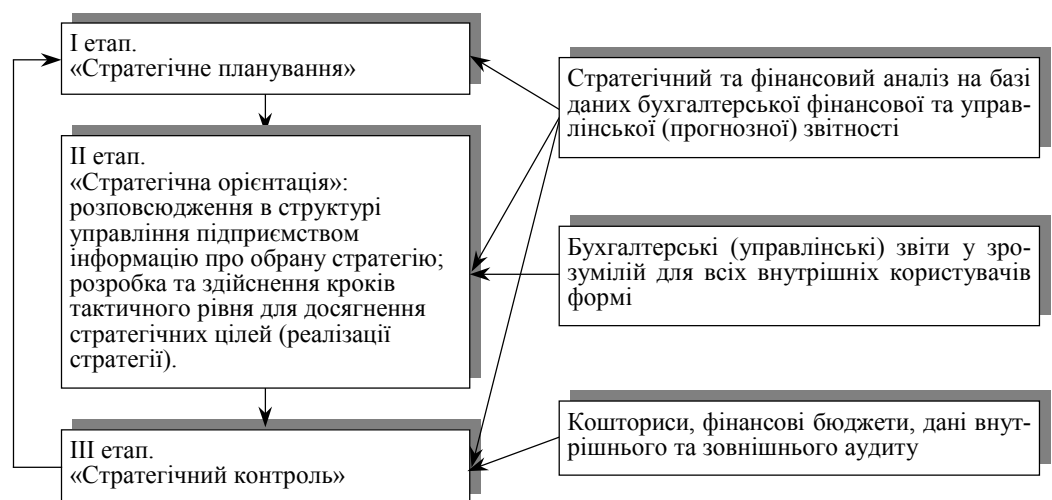 І етап.
«Стратегічне планування»
ІІ етап.
«Стратегічна орієнтація»:
розповсюдження в структурі
управління підприємством
інформацію про обрану стратегію;
розробка та здійснення кроків
тактичного рівня для досягнення
стратегічних цілей (реалізації
стратегії).
ІІІ етап.
«Стратегічний контроль»
Стратегічний та фінансовий аналіз на базі
даних бухгалтерської фінансової та управ-
лінської (прогнозної) звітності
Бухгалтерські (управлінські) звіти у зро-
зумілій для всіх внутрішніх користувачів
формі
Кошториси, фінансові бюджети, дані внут-
рішнього та зовнішнього аудиту